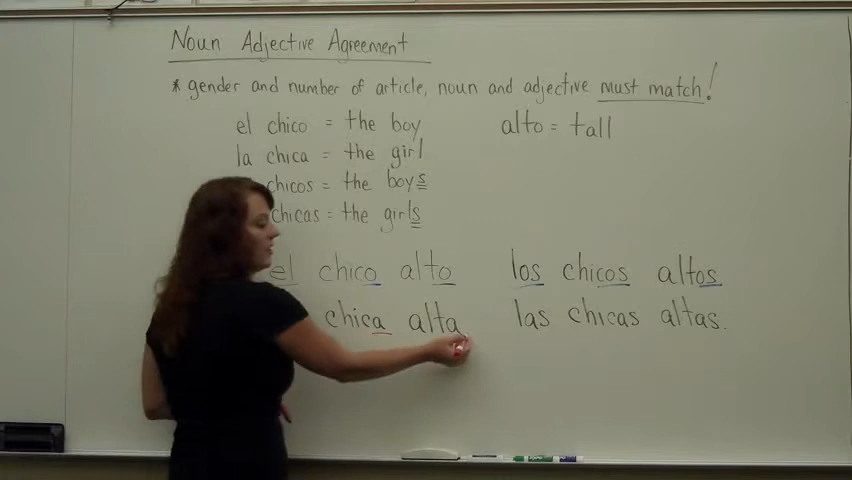 Noun Adjective Agreement
* gender and number of article, noun and adjective must match!
el chico = the boy
alto = tall
la chica = the girl
chicos = the boys
chicas = the girls
el chico alto
los chicos altos
chica alta
las chicas altas.